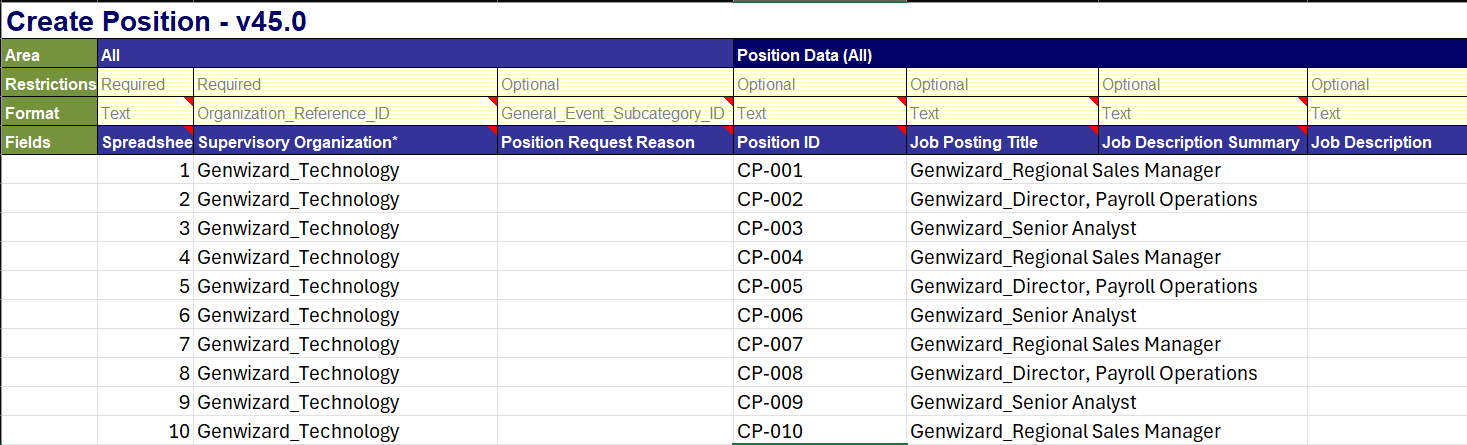 Create Position - v45.0
Area All Position Data (All)
Restrictions Required Required Optional Optional Optional Optional Optional
Format Text Organization_Reference_ID General_Event_Subcategory_ID Text Text Text Text
Fields Spreadshee Supervisory Organization* Position Request Reason Position ID Job Posting Title Job Description Summary Job Description
1 Genwizard_Technology CP-001 Genwizard_Regional Sales Manager
2 Genwizard_Technology CP-002 Genwizard_Director, Payroll Operations
3 Genwizard_Technology CP-003 Genwizard_Senior Analyst
4 Genwizard_Technology CP-004 Genwizard_Regional Sales Manager
5 Genwizard_Technology CP-005 Genwizard_Director, Payroll Operations
6 Genwizard_Technology CP-006 Genwizard_Senior Analyst
7 Genwizard_Technology CP-007 Genwizard_Regional Sales Manager
8 Genwizard_Technology CP-008 Genwizard_Director, Payroll Operations
9 Genwizard_Technology CP-009 Genwizard_Senior Analyst
10 Genwizard_Technology CP-010 Genwizard_Regional Sales Manager